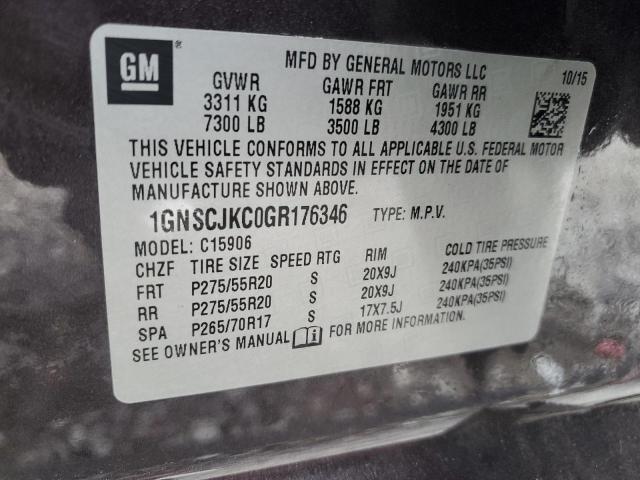 GM ®
MFD BY GENERAL MOTORS LLC 10/15
GVWR GAWR FRT GAWR RR
3311 KG 1588 KG 1951 KG
7300 LB 3500 LB 4300 LB
THIS VEHICLE CONFORMS TO ALL APPLICABLE U.S. FEDERAL MOTOR
VEHICLE SAFETY STANDARDS IN EFFECT ON THE DATE OF
MANUFACTURE SHOWN ABOVE.
1GNSCJKC0GR176346 TYPE: M.P.V.
MODEL: C15906
CHZF TIRE SIZE SPEED RTG RIM COLD TIRE PRESSURE
FRT P275/55R20 S 20X9J 240KPA(35PSI)
RR P275/55R20 S 20X9J 240KPA(35PSI)
SPA P265/70R17 S 17X7.5J 240KPA(35PSI)
SEE OWNER'S MANUAL i FOR MORE INFORMATION.